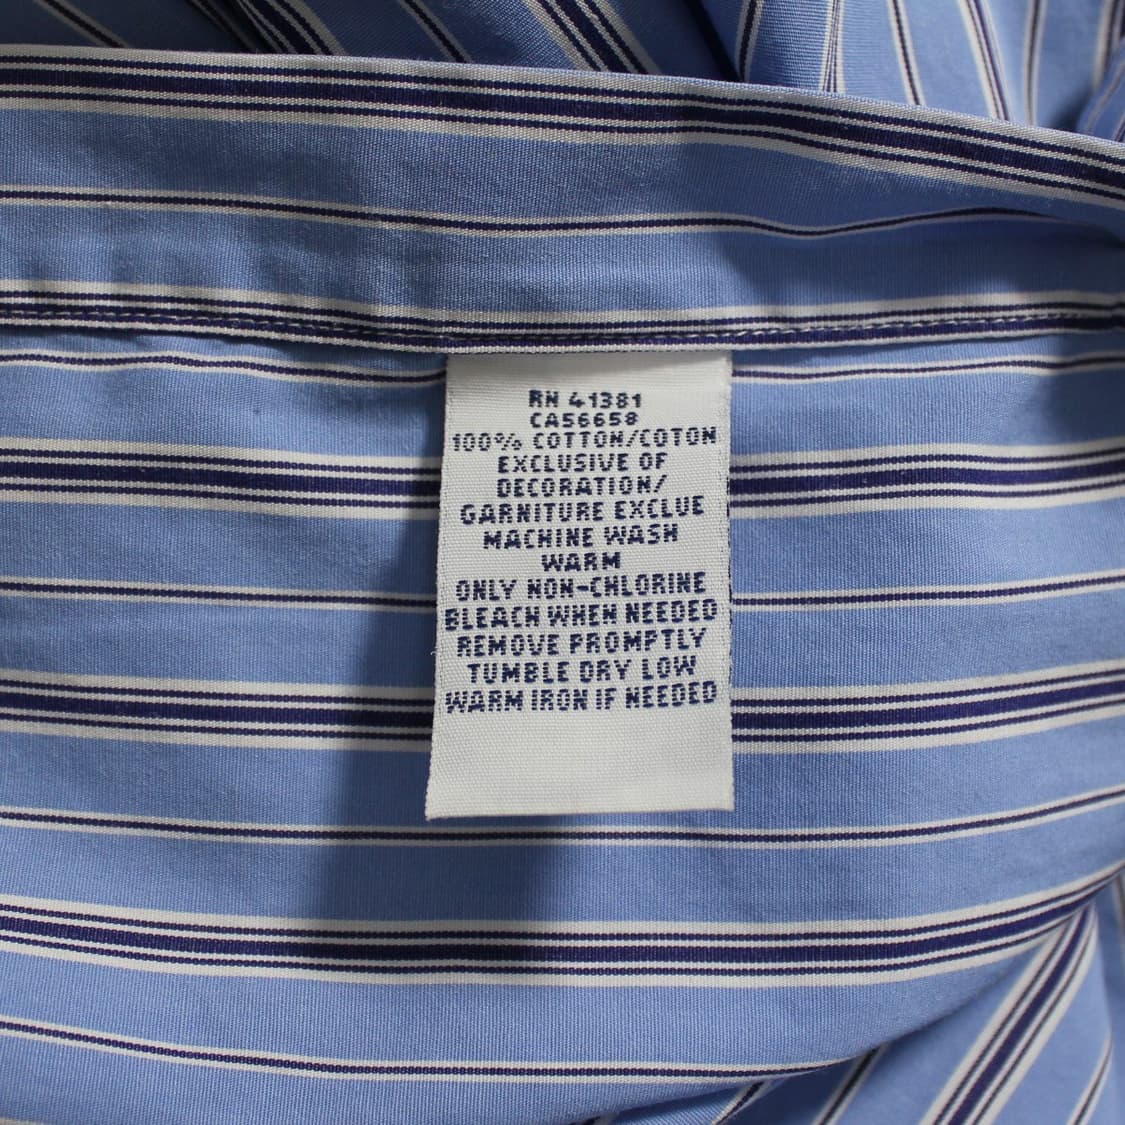 RN 41381
CA56658
100% COTTON/COTON
EXCLUSIVE OF
DECORATION/
GARNITURE EXCLUE
MACHINE WASH
WARM
ONLY NON-CHLORINE
BLEACH WHEN NEEDED
REMOVE PROMPTLY
TUMBLE DRY LOW
WARM IRON IF NEEDED